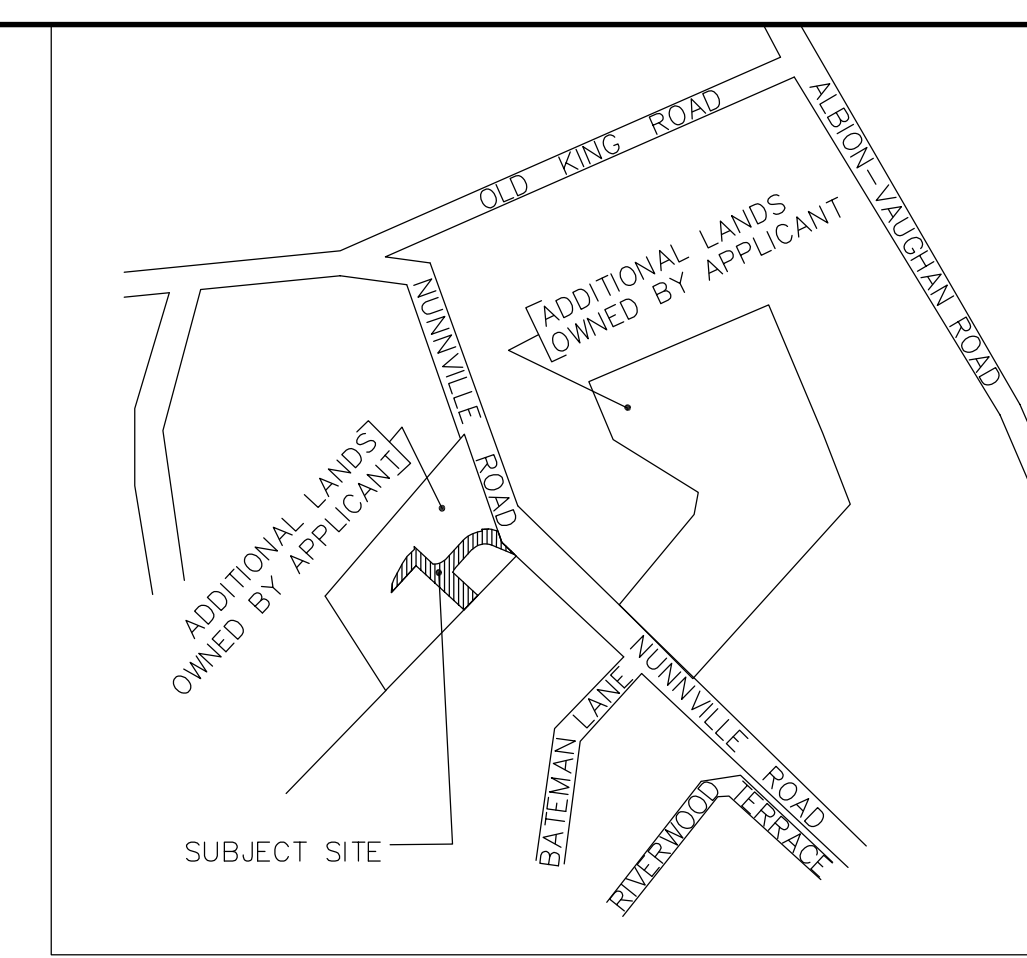 OLD KING ROAD
ALBION-VAUGHAN ROAD
ADDITIONAL LANDS
OWNED BY APPLICANT
NUNNVILLE ROAD
ADDITIONAL LANDS
OWNED BY APPLICANT
NUNNVILLE ROAD
BATEMAN LANE
RIVERWOOD TERRACE
SUBJECT SITE